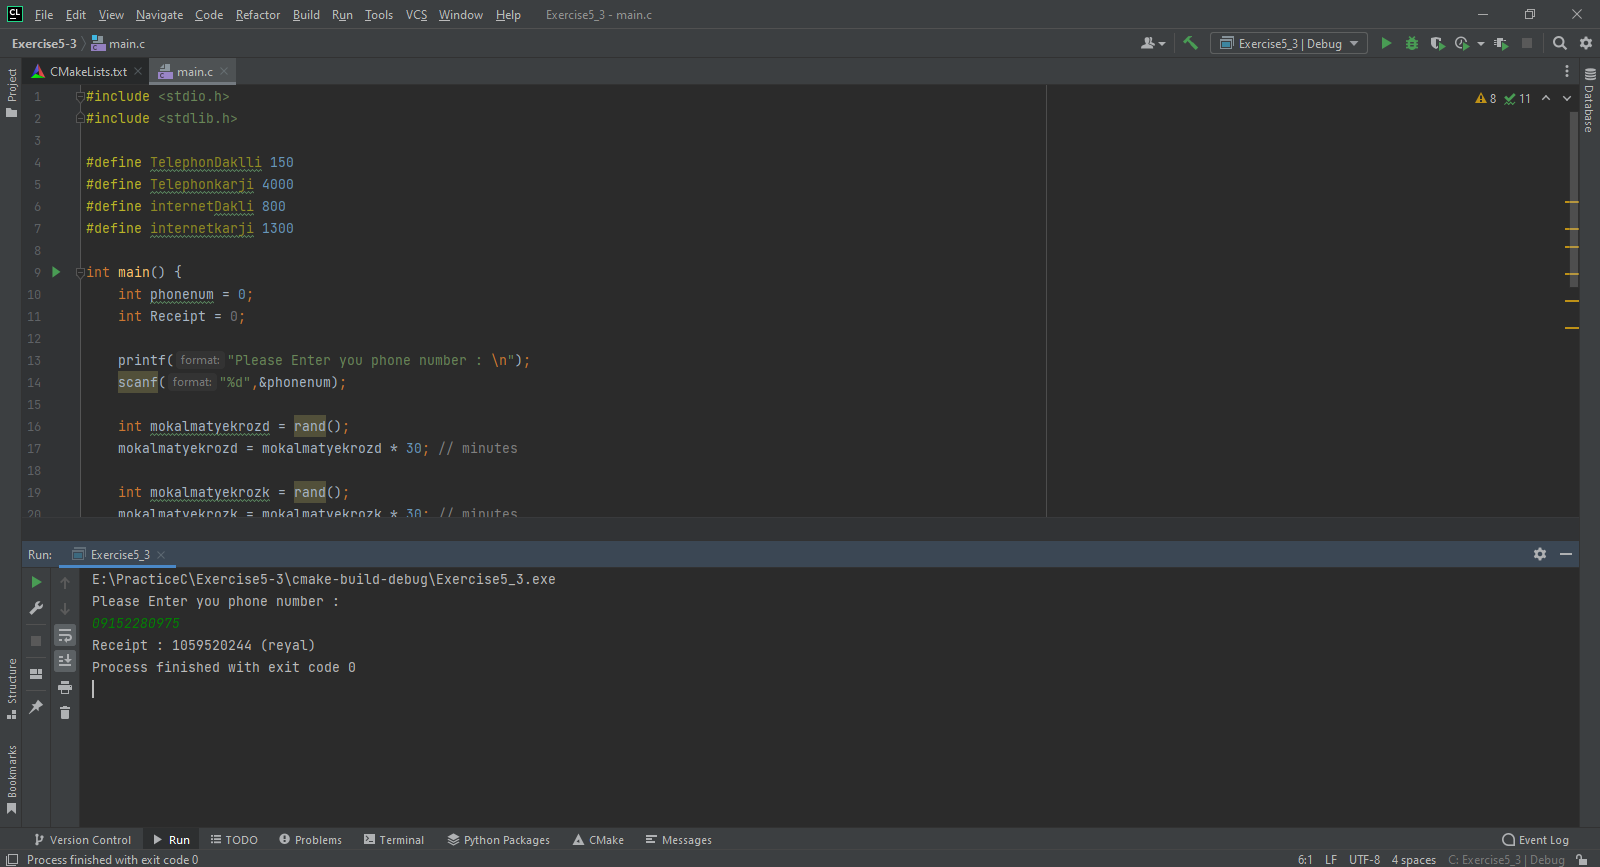 CL File Edit View Navigate Code Refactor Build Run Tools VCS Window Help Exercise5_3 - main.c
Exercise5-3 main.c Exercise5_3 | Debug
Project CMakeLists.txt main.c Database
1 #include <stdio.h> 8 11
2 #include <stdlib.h>
3
4 #define TelephonDaklli 150
5 #define Telephonkarji 4000
6 #define internetDakli 800
7 #define internetkarji 1300
8
9 int main() {
10 int phonenum = 0;
11 int Receipt = 0;
12
13 printf( format: "Please Enter you phone number : \n");
14 scanf( format: "%d",&phonenum);
15
16 int mokalmatyekrozd = rand();
17 mokalmatyekrozd = mokalmatyekrozd * 30; // minutes
18
19 int mokalmatyekrozk = rand();
20 mokalmatyekrozk = mokalmatyekrozk * 30; // minutes
Run: Exercise5_3
E:\PracticeC\Exercise5-3\cmake-build-debug\Exercise5_3.exe
Please Enter you phone number :
09152280975
Receipt : 1059520244 (reyal)
Process finished with exit code 0
Structure
Bookmarks
Version Control Run TODO Problems Terminal Python Packages CMake Messages Event Log
Process finished with exit code 0 6:1 LF UTF-8 4 spaces C: Exercise5_3 | Debug